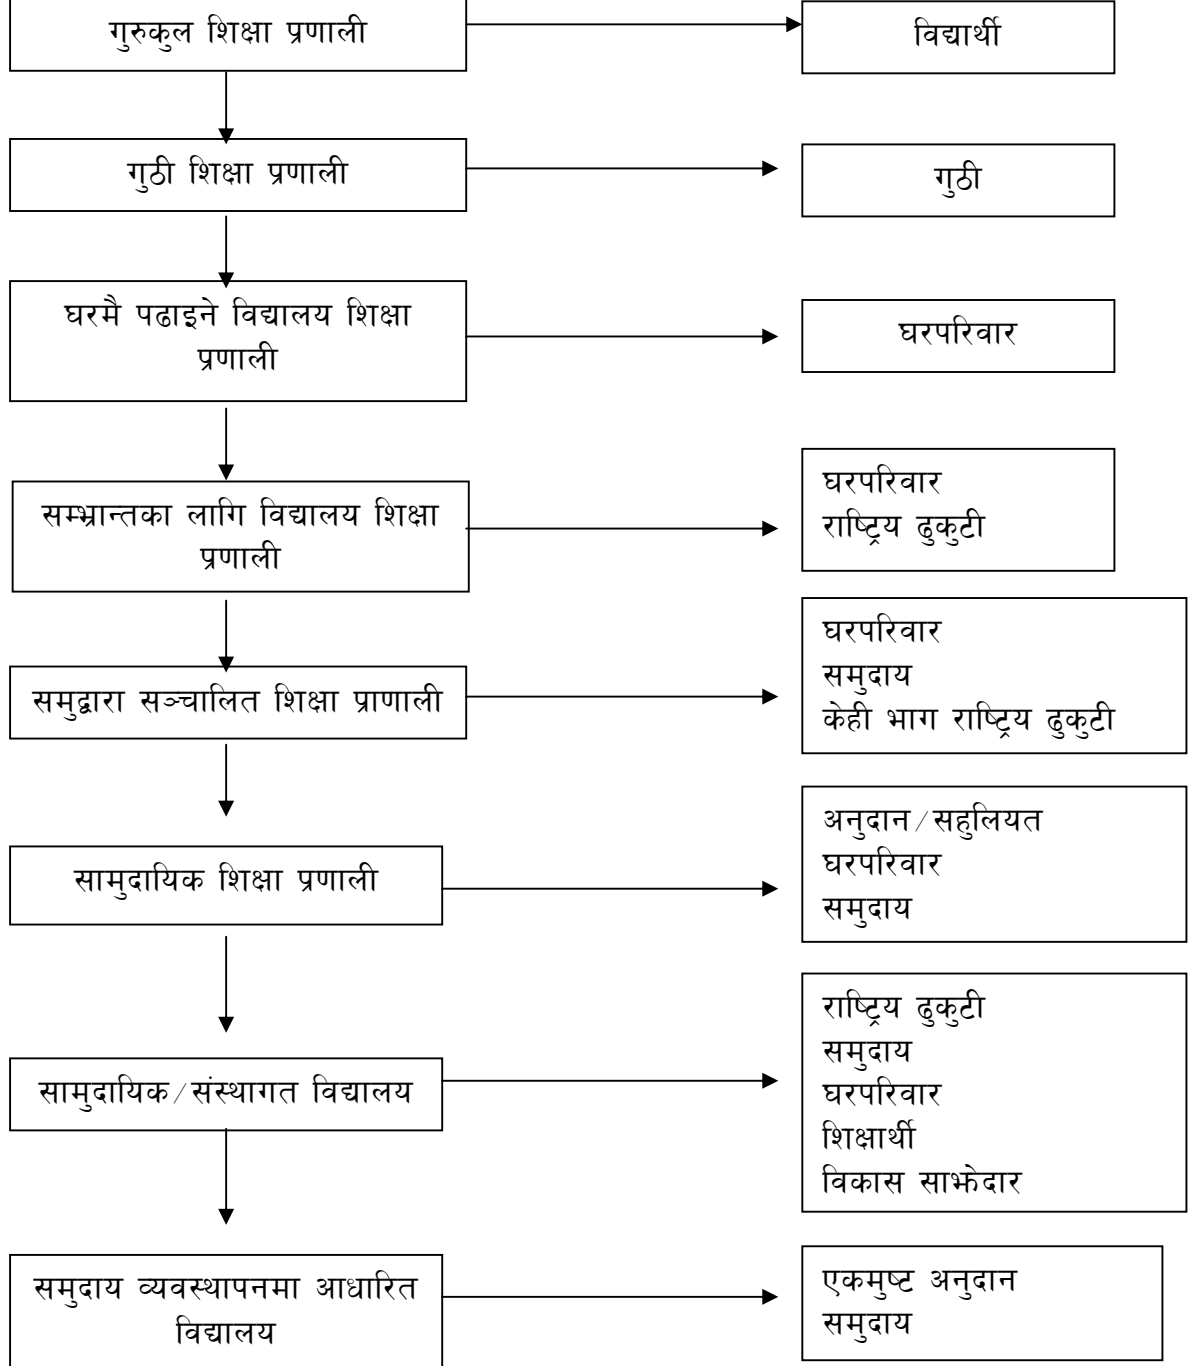 गुरुकुल शिक्षा प्रणाली
विद्यार्थी
गुठी शिक्षा प्रणाली
गुठी
घरमै पढाइने विद्यालय शिक्षा
प्रणाली
घरपरिवार
सम्भ्रान्तका लागि विद्यालय शिक्षा
प्रणाली
घरपरिवार
राष्ट्रिय ढुकुटी
समुद्वारा सञ्चालित शिक्षा प्राणाली
घरपरिवार
समुदाय
केही भाग राष्ट्रिय ढुकुटी
सामुदायिक शिक्षा प्रणाली
अनुदान/सहुलियत
घरपरिवार
समुदाय
सामुदायिक/संस्थागत विद्यालय
राष्ट्रिय ढुकुटी
समुदाय
घरपरिवार
शिक्षार्थी
विकास साझेदार
समुदाय व्यवस्थापनमा आधारित
विद्यालय
एकमुष्ट अनुदान
समुदाय